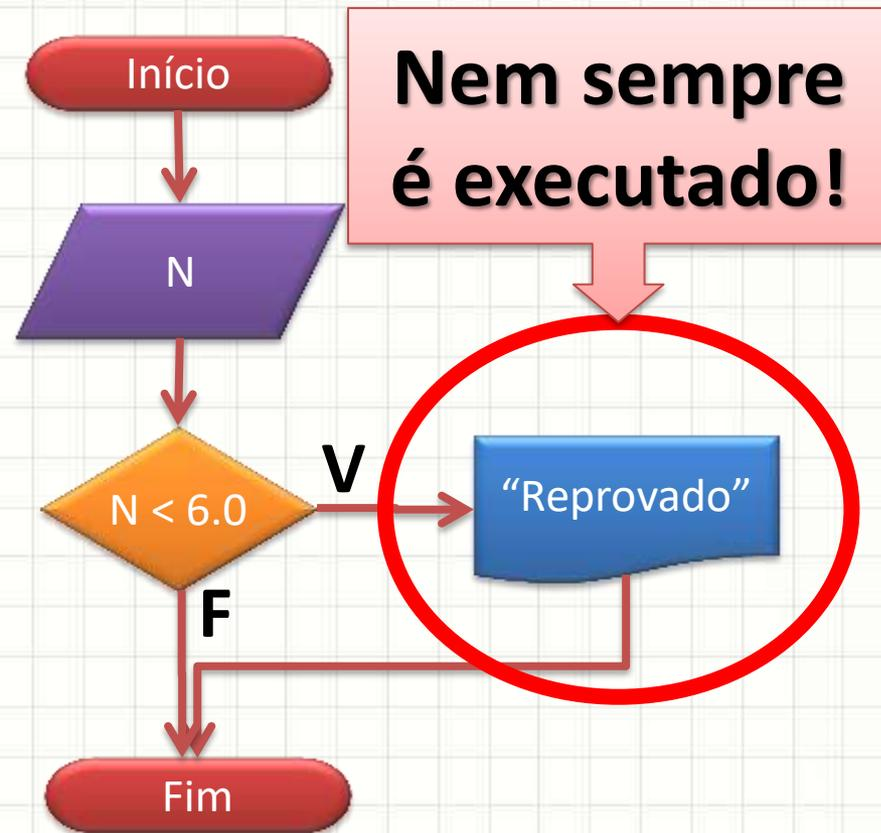 Início
Nem sempre
é executado!
N
N < 6.0
V
“Reprovado”
F
Fim